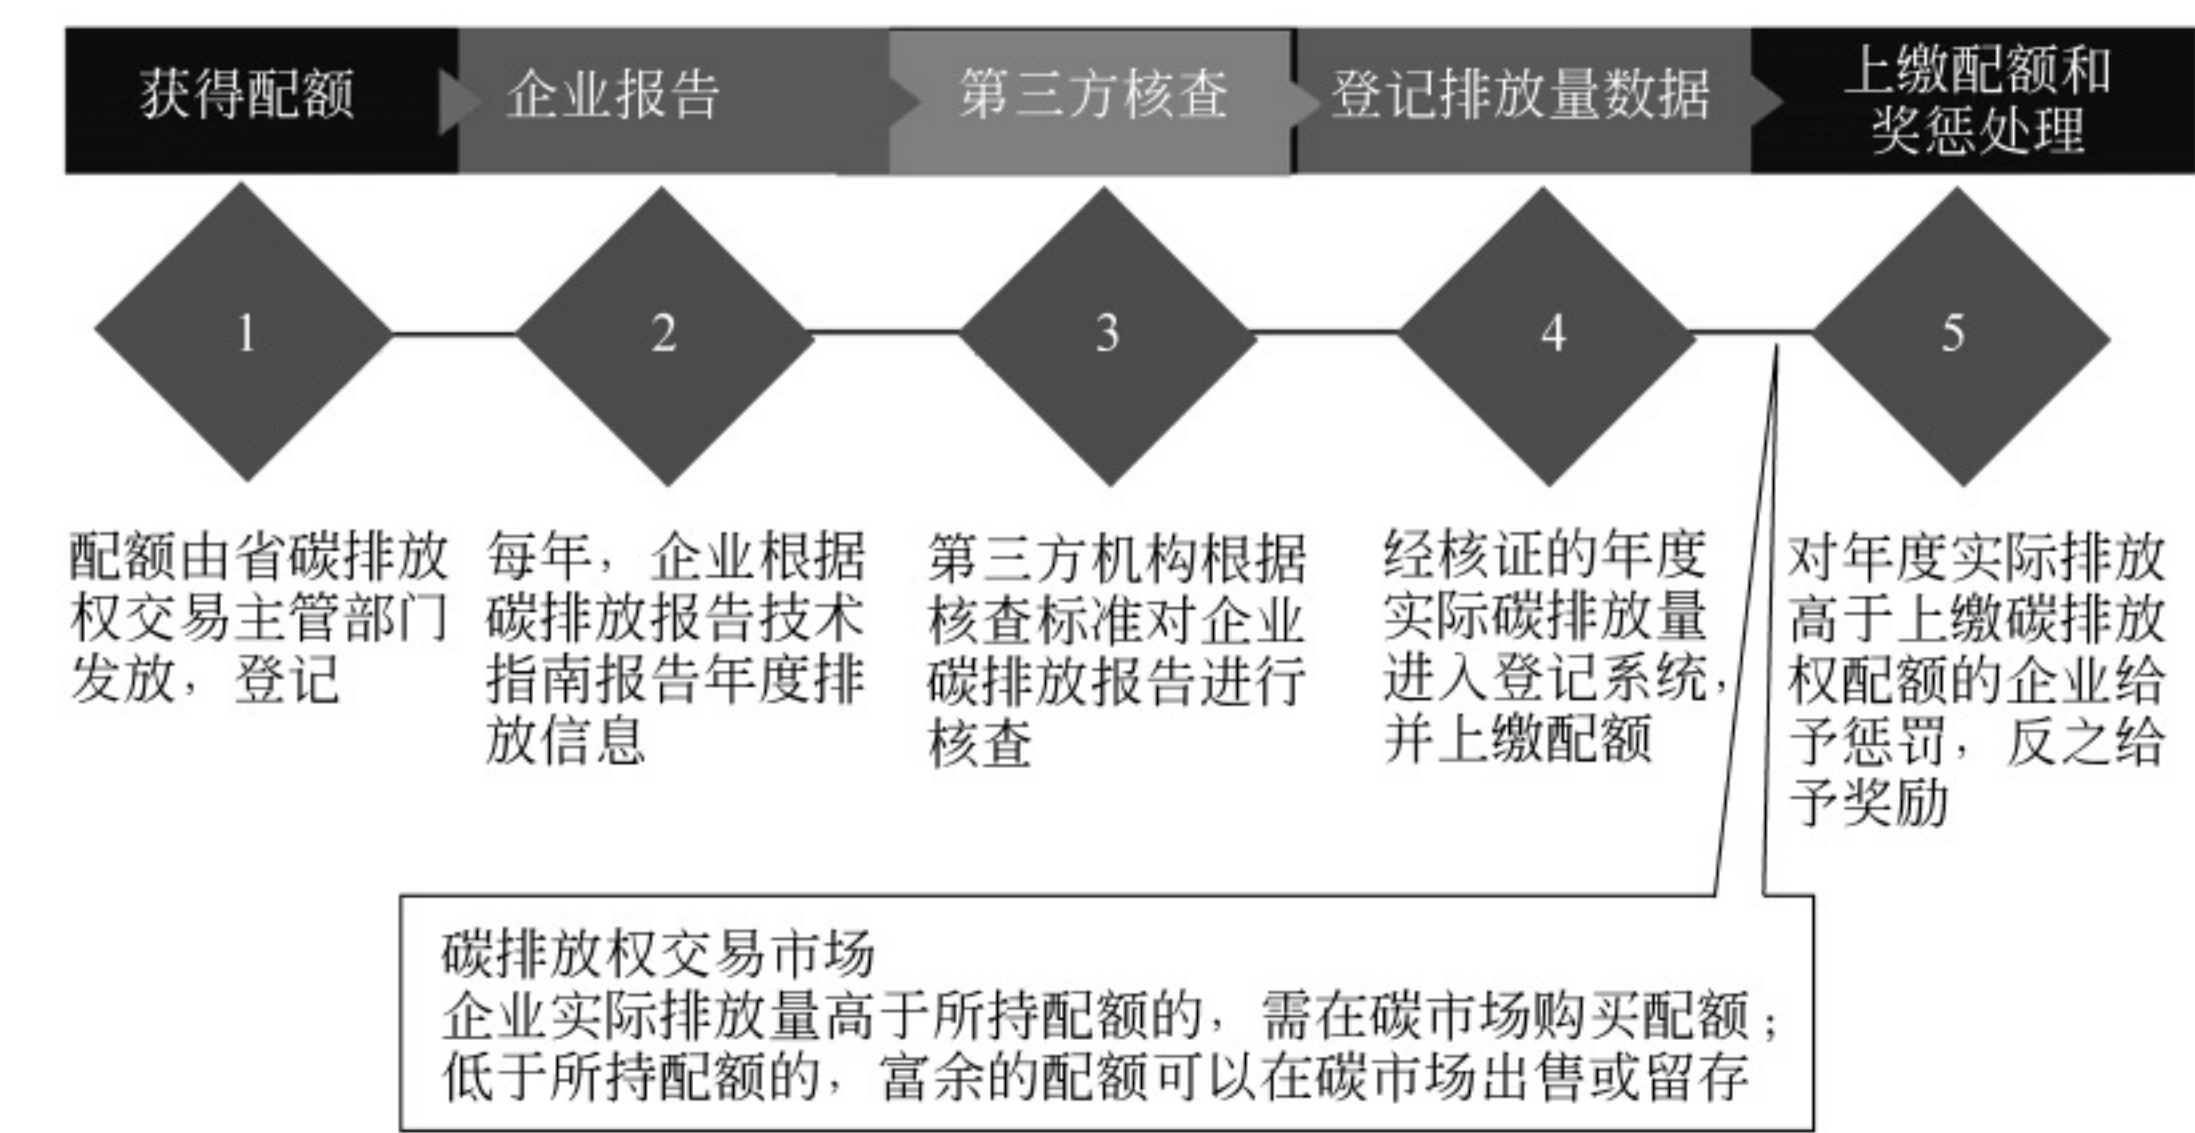 获得配额
企业报告
第三方核查
登记排放量数据
上缴配额和
奖惩处理
1
2
3
4
5
配额由省碳排放
权交易主管部门
发放，登记
每年，企业根据
碳排放报告技术
指南报告年度排
放信息
第三方机构根据
核查标准对企业
碳排放报告进行
核查
经核证的年度
实际碳排放量
进入登记系统，
并上缴配额
对年度实际排放
高于上缴碳排放
权配额的企业给
予惩罚，反之给
予奖励
碳排放权交易市场
企业实际排放量高于所持配额的，需在碳市场购买配额；
低于所持配额的，富余的配额可以在碳市场出售或留存